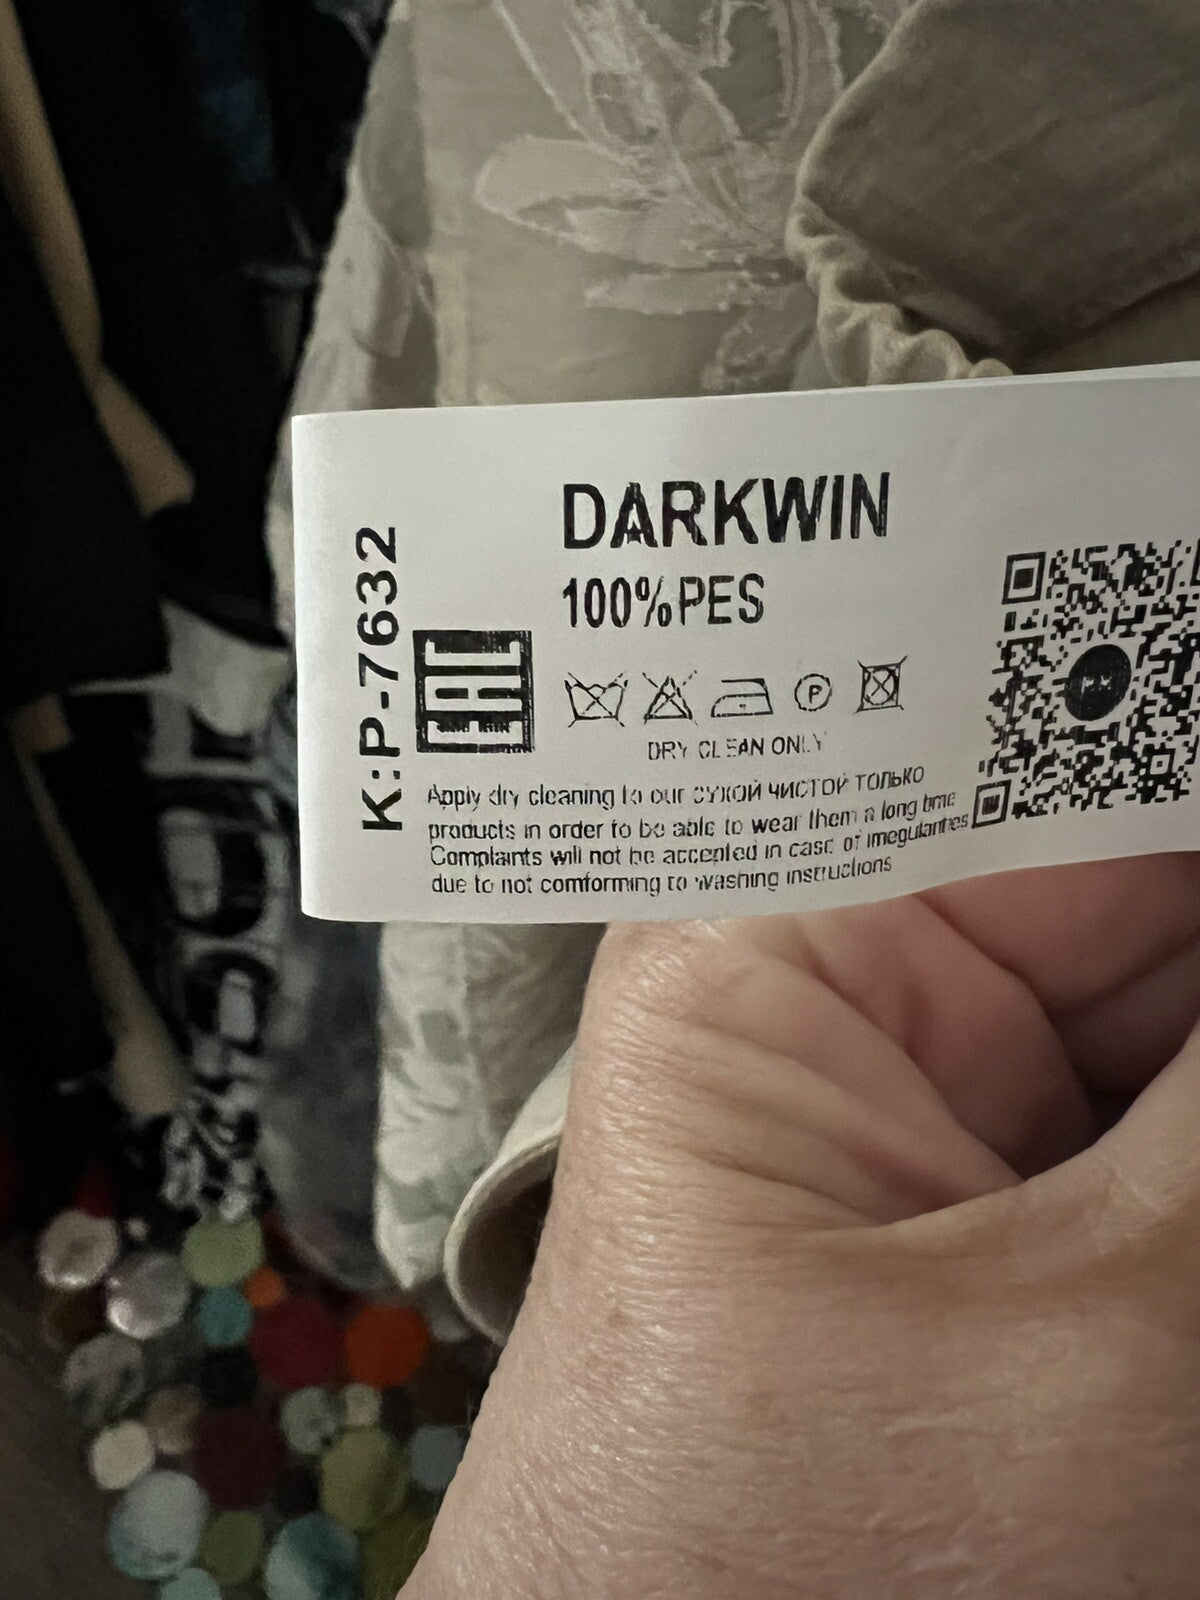 DARKWIN
100%PES
K:P-7632
EAC
P
DRY CLEAN ONLY
Apply dry cleaning to our СУХОЙ ЧИСТОЙ ТОЛЬКО
products in order to be able to wear them a long time
Complaints will not be accepted in case of irregularities
due to not comforming to washing instructions